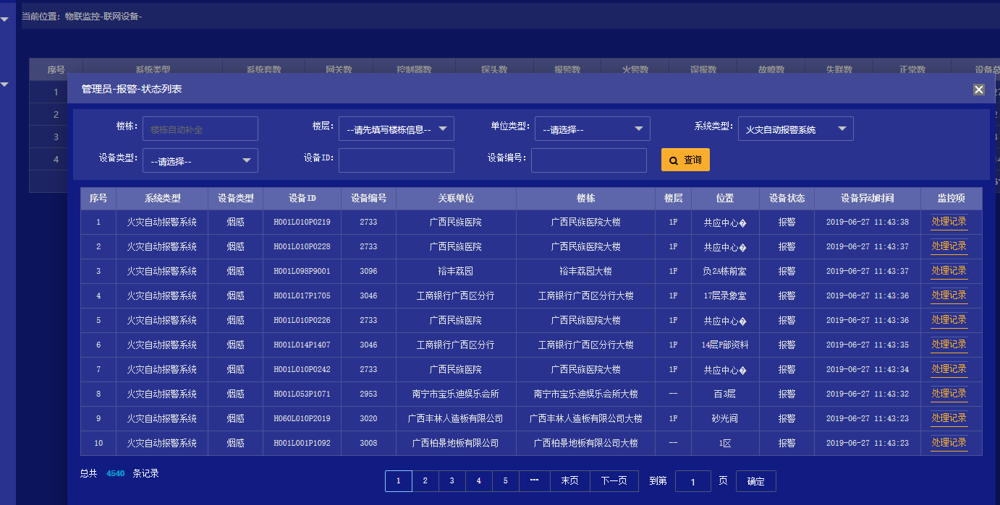 当前位置：物联监控-联网设备-
序号 系统类型 系统套数 网关数 控制器数 探头数 报警数 火警数 误报数 故障数 失联数 正常数
1
2
3
4
管理员-报警-状态列表
楼栋： 楼栋自动补全 楼层： --请先填写楼栋信息-- 单位类型： --请选择-- 系统类型： 火灾自动报警系统
设备类型： --请选择-- 设备ID： 设备编号： 查询
序号 系统类型 设备类型 设备ID 设备编号 关联单位 楼栋 楼层 位置 设备状态 设备异动时间 监控项
1 火灾自动报警系统 烟感 H001L010P0219 2733 广西民族医院 广西民族医院大楼 1F 共应中心� 报警 2019-06-27 11:43:38 处理记录
2 火灾自动报警系统 烟感 H001L010P0228 2733 广西民族医院 广西民族医院大楼 1F 共应中心� 报警 2019-06-27 11:43:37 处理记录
3 火灾自动报警系统 烟感 H001L098P9001 3096 裕丰荔园 裕丰荔园大楼 1F 负2A栋前室 报警 2019-06-27 11:43:37 处理记录
4 火灾自动报警系统 烟感 H001L017P1705 3046 工商银行广西区分行 工商银行广西区分行大楼 1F 17层录象室 报警 2019-06-27 11:43:36 处理记录
5 火灾自动报警系统 烟感 H001L010P0226 2733 广西民族医院 广西民族医院大楼 1F 共应中心� 报警 2019-06-27 11:43:36 处理记录
6 火灾自动报警系统 烟感 H001L014P1407 3046 工商银行广西区分行 工商银行广西区分行大楼 1F 14层F部资料 报警 2019-06-27 11:43:35 处理记录
7 火灾自动报警系统 烟感 H001L010P0242 2733 广西民族医院 广西民族医院大楼 1F 共应中心� 报警 2019-06-27 11:43:34 处理记录
8 火灾自动报警系统 烟感 H001L053P1071 2953 南宁市宝乐迪娱乐会所 南宁市宝乐迪娱乐会所大楼 -- 百3层 报警 2019-06-27 11:43:32 处理记录
9 火灾自动报警系统 烟感 H060L010P2019 3020 广西丰林人造板有限公司 广西丰林人造板有限公司大楼 1F 砂光间 报警 2019-06-27 11:43:23 处理记录
10 火灾自动报警系统 烟感 H001L001P1092 3008 广西柏景地板有限公司 广西柏景地板有限公司大楼 -- 1区 报警 2019-06-27 11:43:23 处理记录
总共 4540 条记录 1 2 3 4 5 ... 末页 下一页 到第 1 页 确定